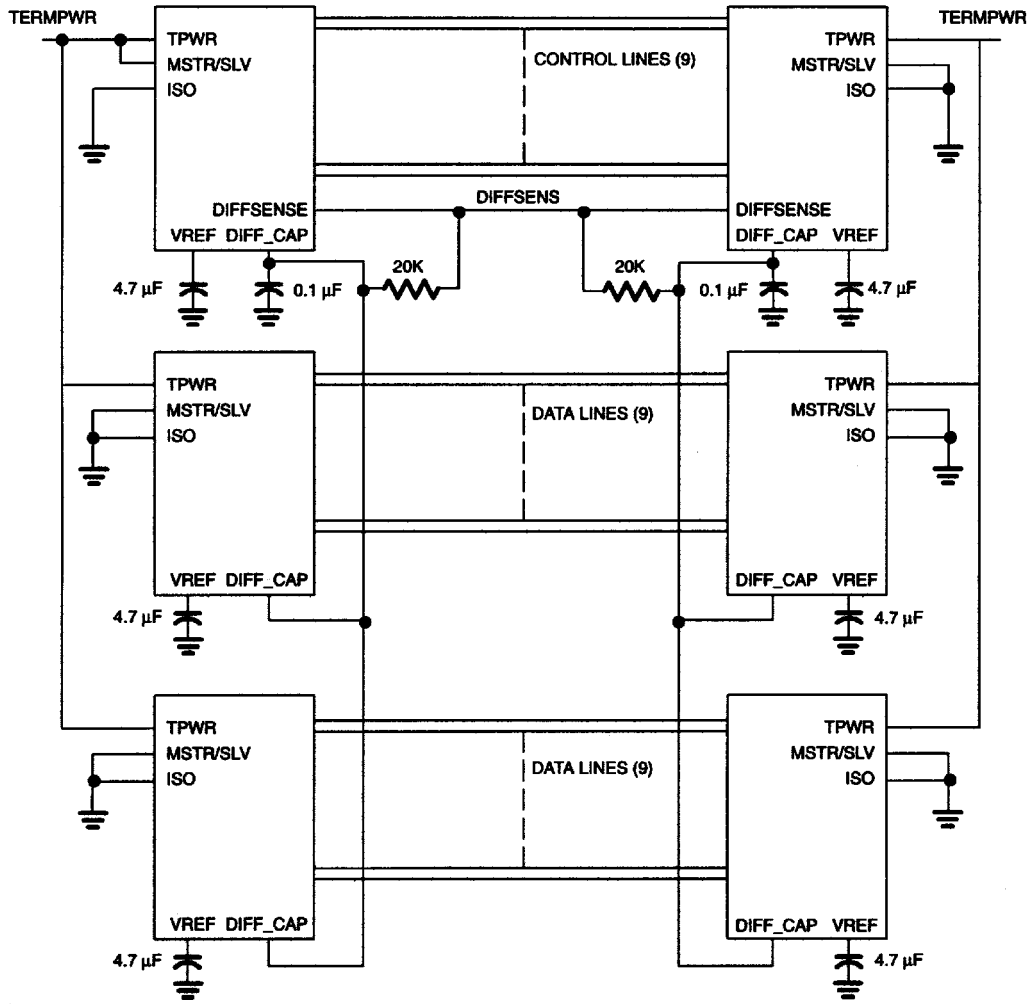 TERMPWR
TERMPWR
TPWR
MSTR/SLV
ISO
CONTROL LINES (9)
TPWR
MSTR/SLV
ISO
DIFFSENSE
DIFFSENS
DIFFSENSE
VREF DIFF_CAP
DIFF_CAP VREF
4.7 µF
0.1 µF
20K
20K
0.1 µF
4.7 µF
TPWR
MSTR/SLV
ISO
DATA LINES (9)
TPWR
MSTR/SLV
ISO
VREF DIFF_CAP
DIFF_CAP VREF
4.7 µF
4.7 µF
TPWR
MSTR/SLV
ISO
DATA LINES (9)
TPWR
MSTR/SLV
ISO
VREF DIFF_CAP
DIFF_CAP VREF
4.7 µF
4.7 µF